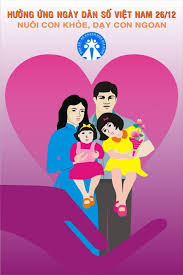 HƯỞNG ỨNG NGÀY DÂN SỐ VIỆT NAM 26/12
NUÔI CON KHỎE, DẠY CON NGOAN